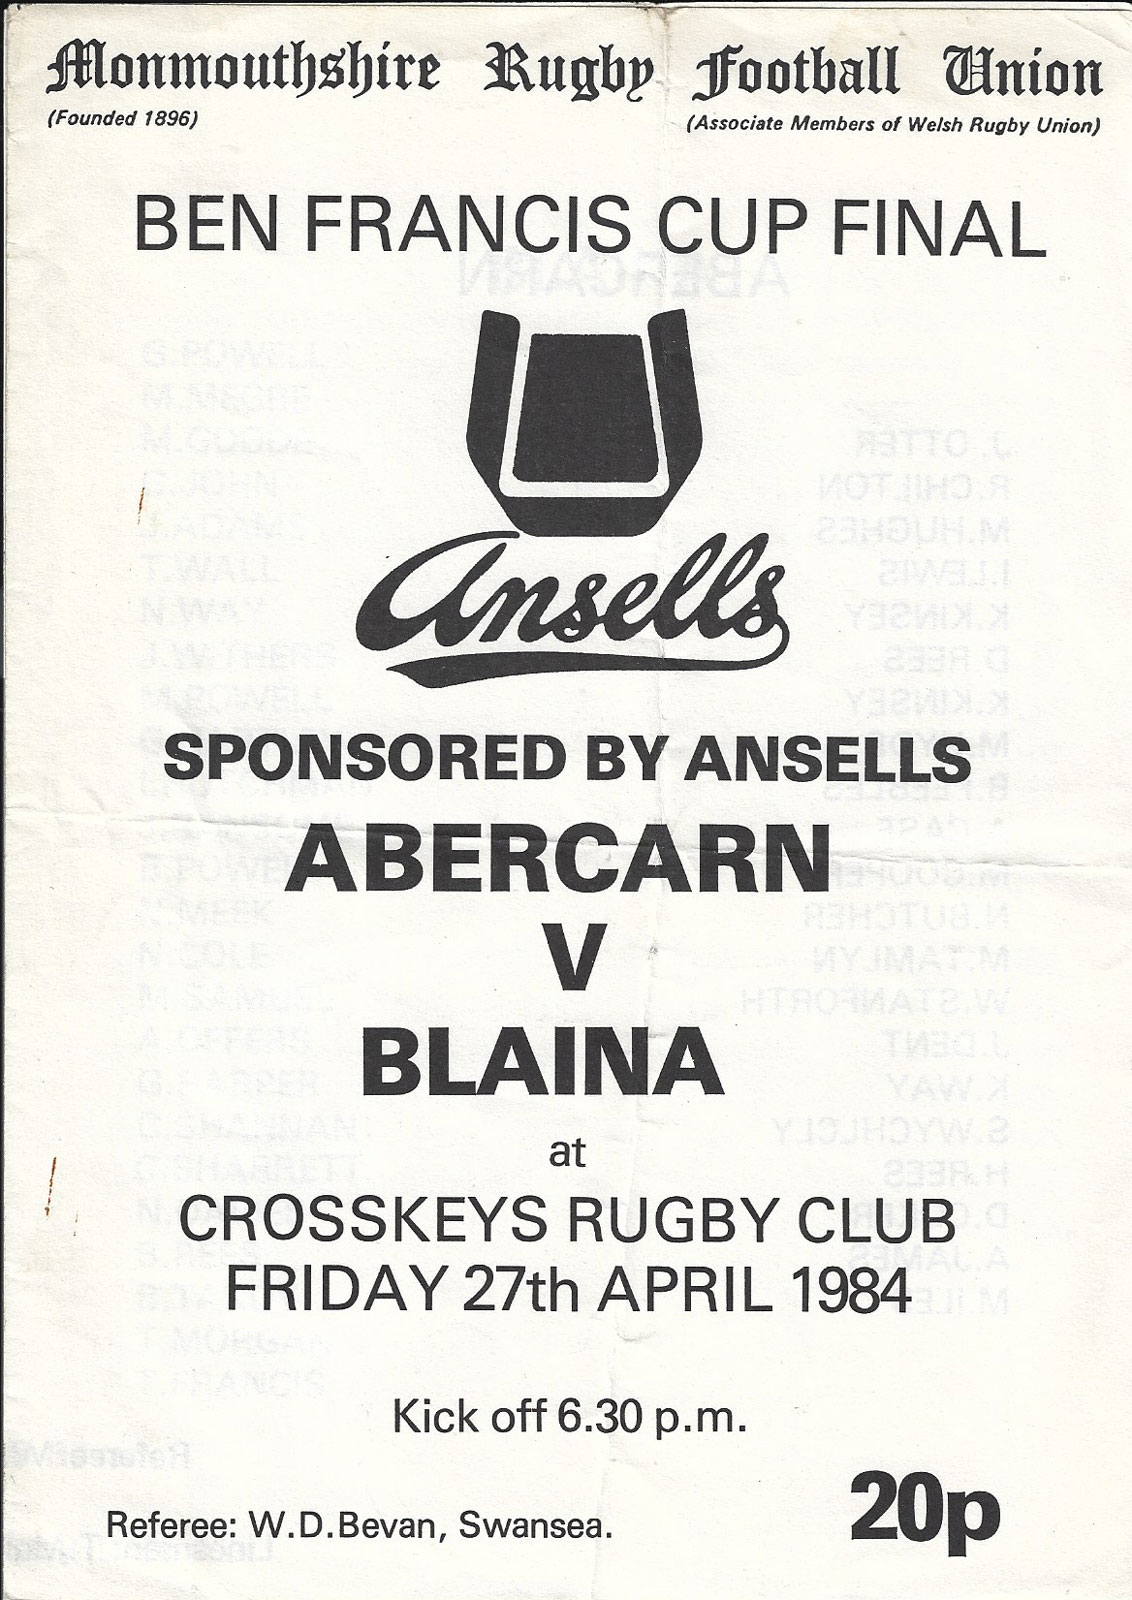 Monmouthshire Rugby Football Union
(Founded 1896)
(Associate Members of Welsh Rugby Union)
BEN FRANCIS CUP FINAL
Ansells
SPONSORED BY ANSELLS
ABERCARN
V
BLAINA
at
CROSSKEYS RUGBY CLUB
FRIDAY 27th APRIL 1984
Kick off 6.30 p.m.
20p
Referee: W.D.Bevan, Swansea.